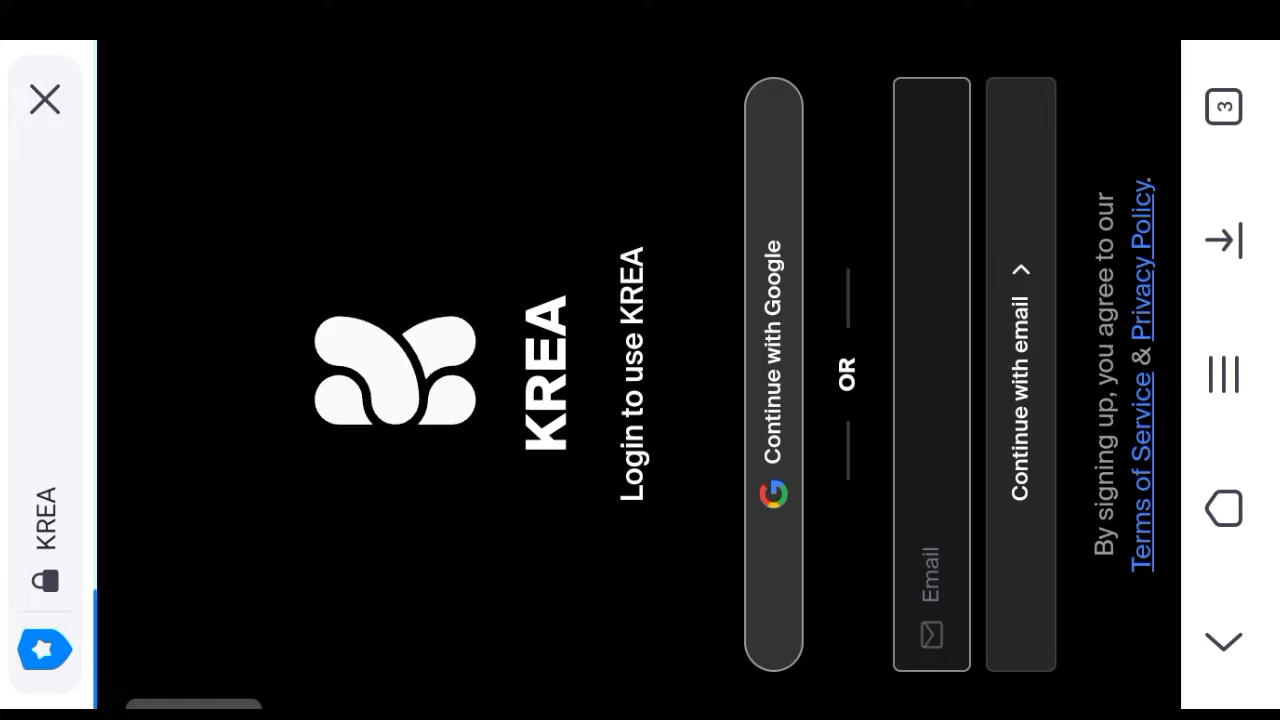 KREA
KREA
Login to use KREA
Continue with Google
OR
Email
Continue with email
By signing up, you agree to our
Terms of Service & Privacy Policy.
3